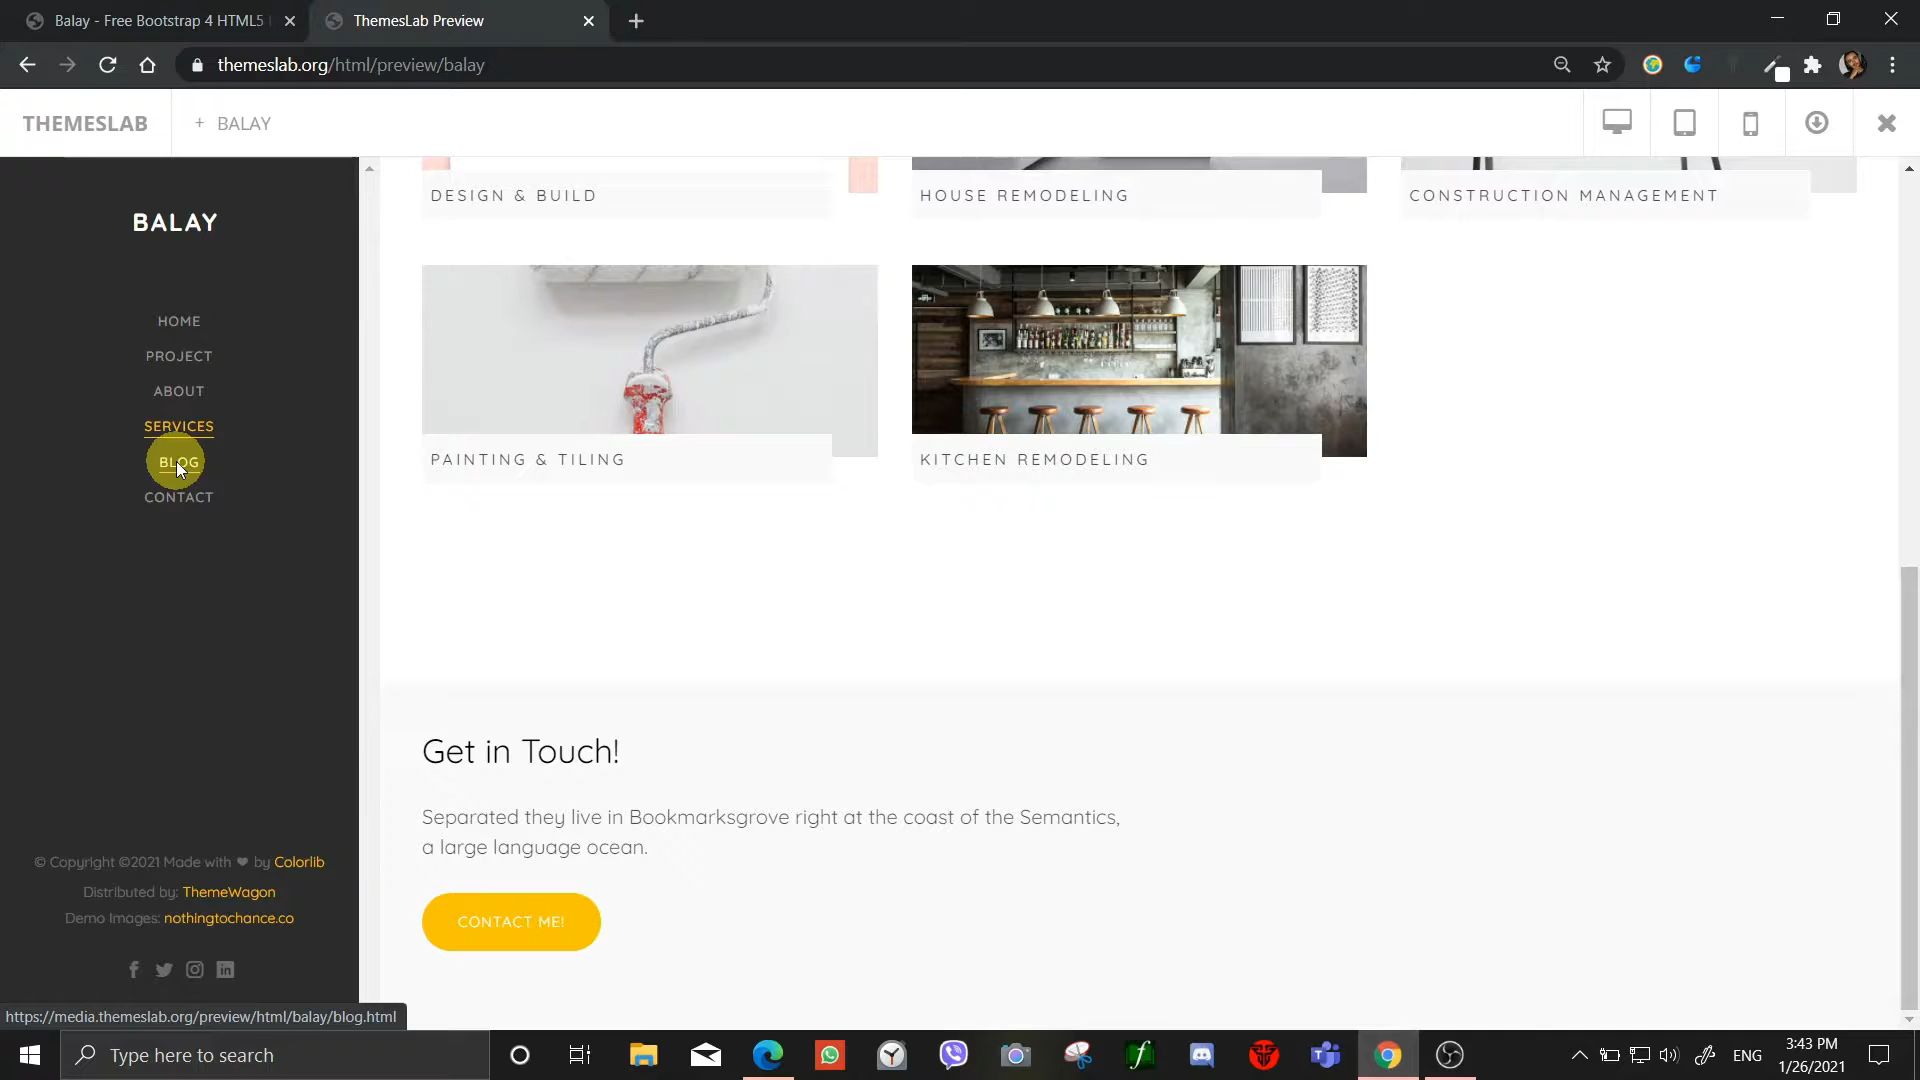 Balay - Free Bootstrap 4 HTML5
ThemesLab Preview
themeslab.org/html/preview/balay
THEMESLAB
+ BALAY
BALAY
HOME
PROJECT
ABOUT
SERVICES
BLOG
CONTACT
DESIGN & BUILD
HOUSE REMODELING
CONSTRUCTION MANAGEMENT
PAINTING & TILING
KITCHEN REMODELING
Get in Touch!
Separated they live in Bookmarksgrove right at the coast of the Semantics,
a large language ocean.
CONTACT ME!
© Copyright ©2021 Made with ❤ by Colorlib
Distributed by: ThemeWagon
Demo Images: nothingtochance.co
https://media.themeslab.org/preview/html/balay/blog.html
Type here to search
ENG
3:43 PM
1/26/2021